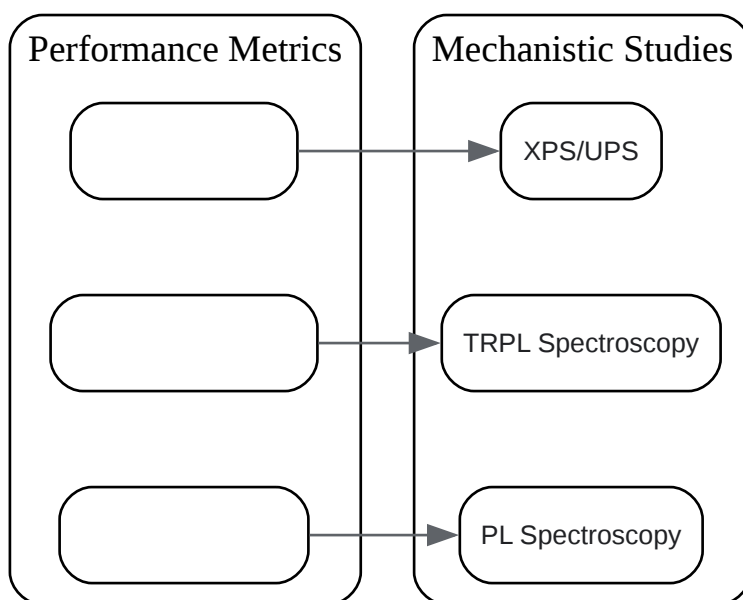 Performance Metrics
Mechanistic Studies
XPS/UPS
TRPL Spectroscopy
PL Spectroscopy